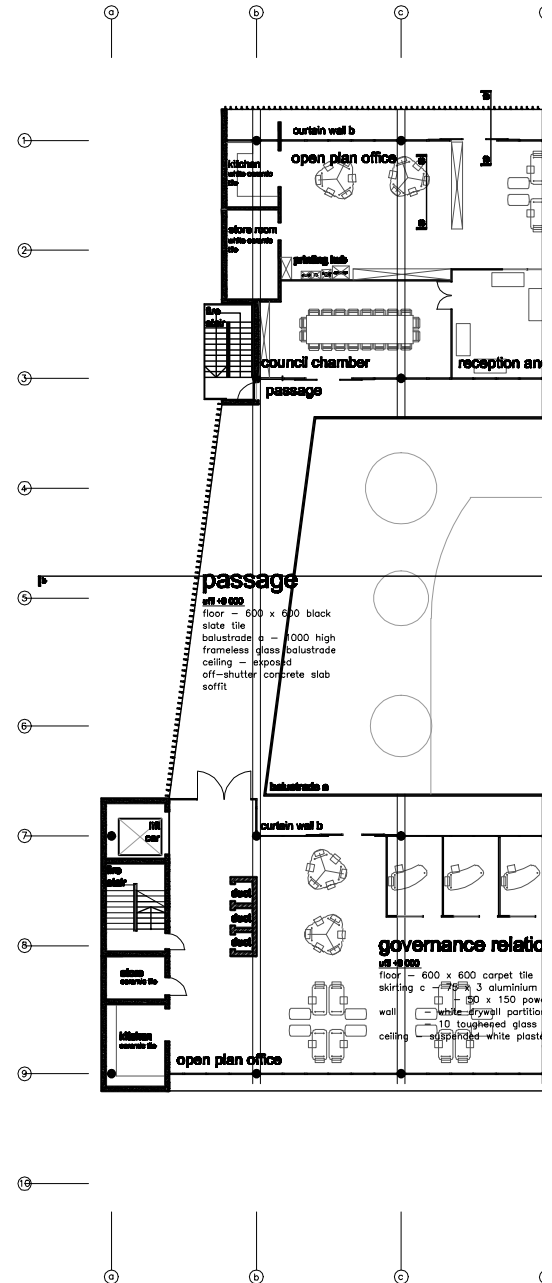 a
b
c
1
curtain wall b
open plan office
kitchen
white ceramic
tile
2
store room
white ceramic
tile
printing hub
fire
stair
council chamber
reception an
3
passage
4
passage
5
ufl +9 000
floor – 600 x 600 black
slate tile
balustrade a – 1000 high
frameless glass balustrade
ceiling – exposed
off–shutter concrete slab
soffit
6
balustrade a
lift
car
curtain wall b
7
fire
stair
duct
duct
duct
8
governance relatio
ufl +9 000
floor – 600 x 600 carpet tile
skirting c – 75 x 3 aluminium
– 50 x 150 powe
wall – white drywall partition
– 10 toughened glass
ceiling – suspended white plaste
ceramic tile
kitchen
ceramic tile
open plan office
9
10
a
b
c